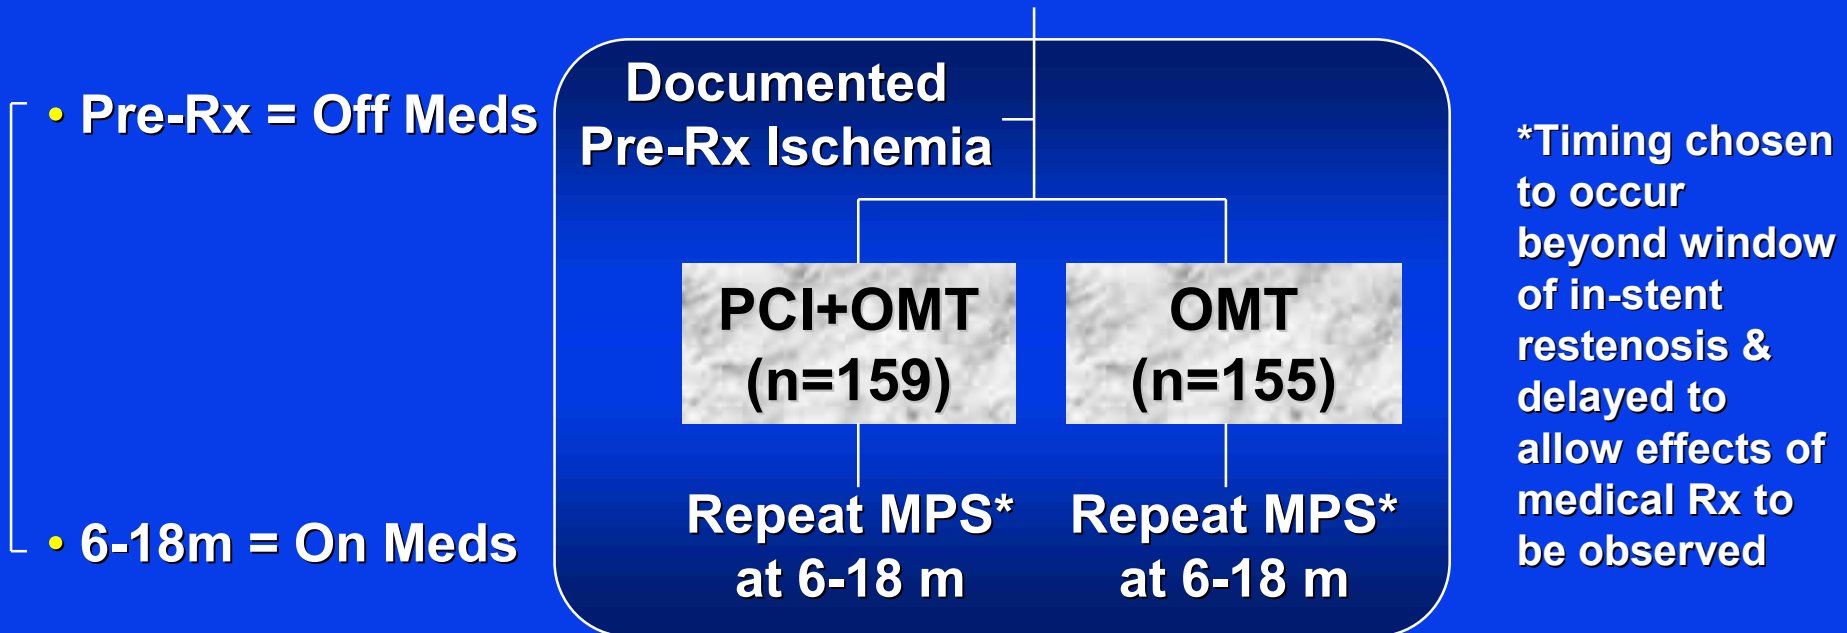 • Pre-Rx = Off Meds
• 6-18m = On Meds
Documented
Pre-Rx Ischemia
PCI+OMT
(n=159)
OMT
(n=155)
Repeat MPS*
at 6-18 m
Repeat MPS*
at 6-18 m
*Timing chosen
to occur
beyond window
of in-stent
restenosis &
delayed to
allow effects of
medical Rx to
be observed